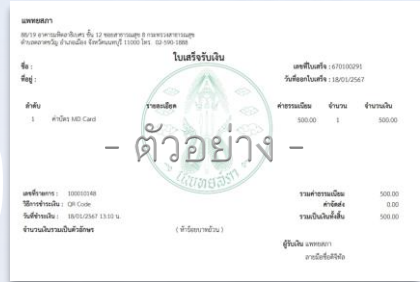 แพทยสภา
88/19 อาคารมหิตลาธิเบศร ชั้น 12 ซอยสาธารณสุข 8 กระทรวงสาธารณสุข
ตำบลตลาดขวัญ อำเภอเมือง จังหวัดนนทบุรี 11000 โทร. 02-590-1888
ใบเสร็จรับเงิน
ชื่อ : เลขที่ใบเสร็จ : 670100291
ที่อยู่ : วันที่ออกใบเสร็จ : 18/01/2567
ลำดับ รายละเอียด ค่าธรรมเนียม จำนวน จำนวนเงิน
1 ค่าบัตร MD Card 500.00 1 500.00
- ตัวอย่าง -
แพทยสภา
เลขที่รายการ : 100010148 รวมค่าธรรมเนียม 500.00
วิธีการชำระเงิน : QR Code ค่าจัดส่ง 0.00
วันที่ชำระเงิน : 18/01/2567 13:10 น. รวมเป็นเงินทั้งสิ้น 500.00
จำนวนเงินรวมเป็นตัวอักษร ( ห้าร้อยบาทถ้วน )
ผู้รับเงิน แพทยสภา
ลายมือชื่อดิจิทัล